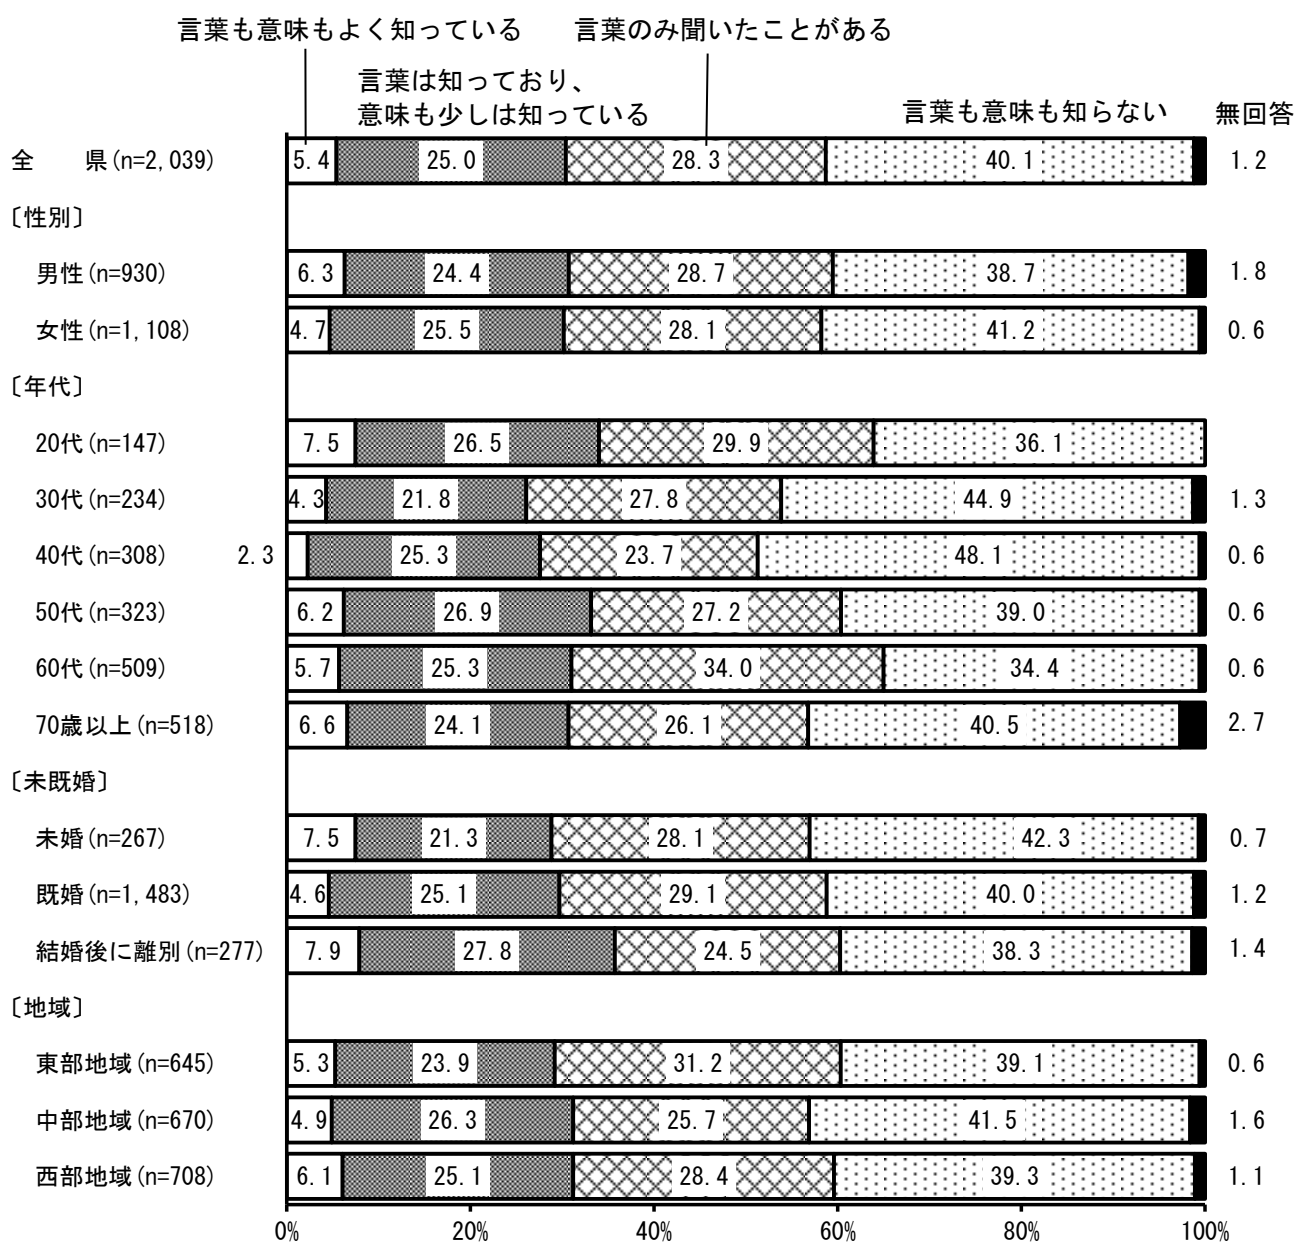 言葉も意味もよく知っている 言葉のみ聞いたことがある
言葉は知っており、
意味も少しは知っている
言葉も意味も知らない 無回答
全 県(n=2,039) 5.4 25.0 28.3 40.1 1.2
〔性別〕
男性(n=930) 6.3 24.4 28.7 38.7 1.8
女性(n=1,108) 4.7 25.5 28.1 41.2 0.6
〔年代〕
20代(n=147) 7.5 26.5 29.9 36.1
30代(n=234) 4.3 21.8 27.8 44.9 1.3
40代(n=308) 2.3 25.3 23.7 48.1 0.6
50代(n=323) 6.2 26.9 27.2 39.0 0.6
60代(n=509) 5.7 25.3 34.0 34.4 0.6
70歳以上(n=518) 6.6 24.1 26.1 40.5 2.7
〔未既婚〕
未婚(n=267) 7.5 21.3 28.1 42.3 0.7
既婚(n=1,483) 4.6 25.1 29.1 40.0 1.2
結婚後に離別(n=277) 7.9 27.8 24.5 38.3 1.4
〔地域〕
東部地域(n=645) 5.3 23.9 31.2 39.1 0.6
中部地域(n=670) 4.9 26.3 25.7 41.5 1.6
西部地域(n=708) 6.1 25.1 28.4 39.3 1.1
0% 20% 40% 60% 80% 100%